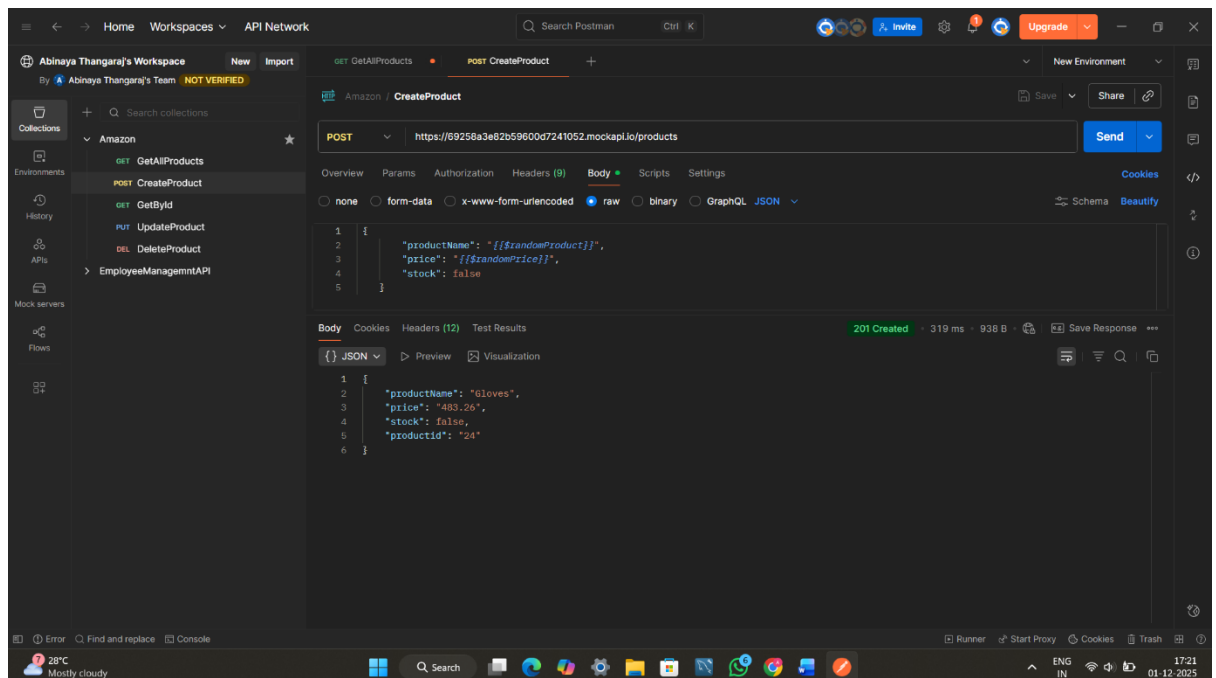 Home Workspaces API Network Search Postman Ctrl K Invite 1 Upgrade
Abinaya Thangaraj's Workspace New Import
By Abinaya Thangaraj's Team NOT VERIFIED
GET GetAllProducts POST CreateProduct New Environment
HTTP Amazon / CreateProduct Save Share
Collections
Environments
History
APIs
Mock servers
Flows
Search collections
Amazon
GET GetAllProducts
POST CreateProduct
GET GetById
PUT UpdateProduct
DEL DeleteProduct
EmployeeManagemntAPI
POST https://69258a3e82b59600d7241052.mockapi.io/products Send
Overview Params Authorization Headers (9) Body Scripts Settings Cookies
none form-data x-www-form-urlencoded raw binary GraphQL JSON Schema Beautify
1 {
2 "productName": "{{$randomProduct}}",
3 "price": "{{$randomPrice}}",
4 "stock": false
5 }
Body Cookies Headers (12) Test Results 201 Created 319 ms 938 B Save Response
{} JSON Preview Visualization
1 {
2 "productName": "Gloves",
3 "price": "483.26",
4 "stock": false,
5 "productid": "24"
6 }
Error Find and replace Console Runner Start Proxy Cookies Trash
7 28°C
Mostly cloudy
Search
9
ENG
IN
17:21
01-12-2025